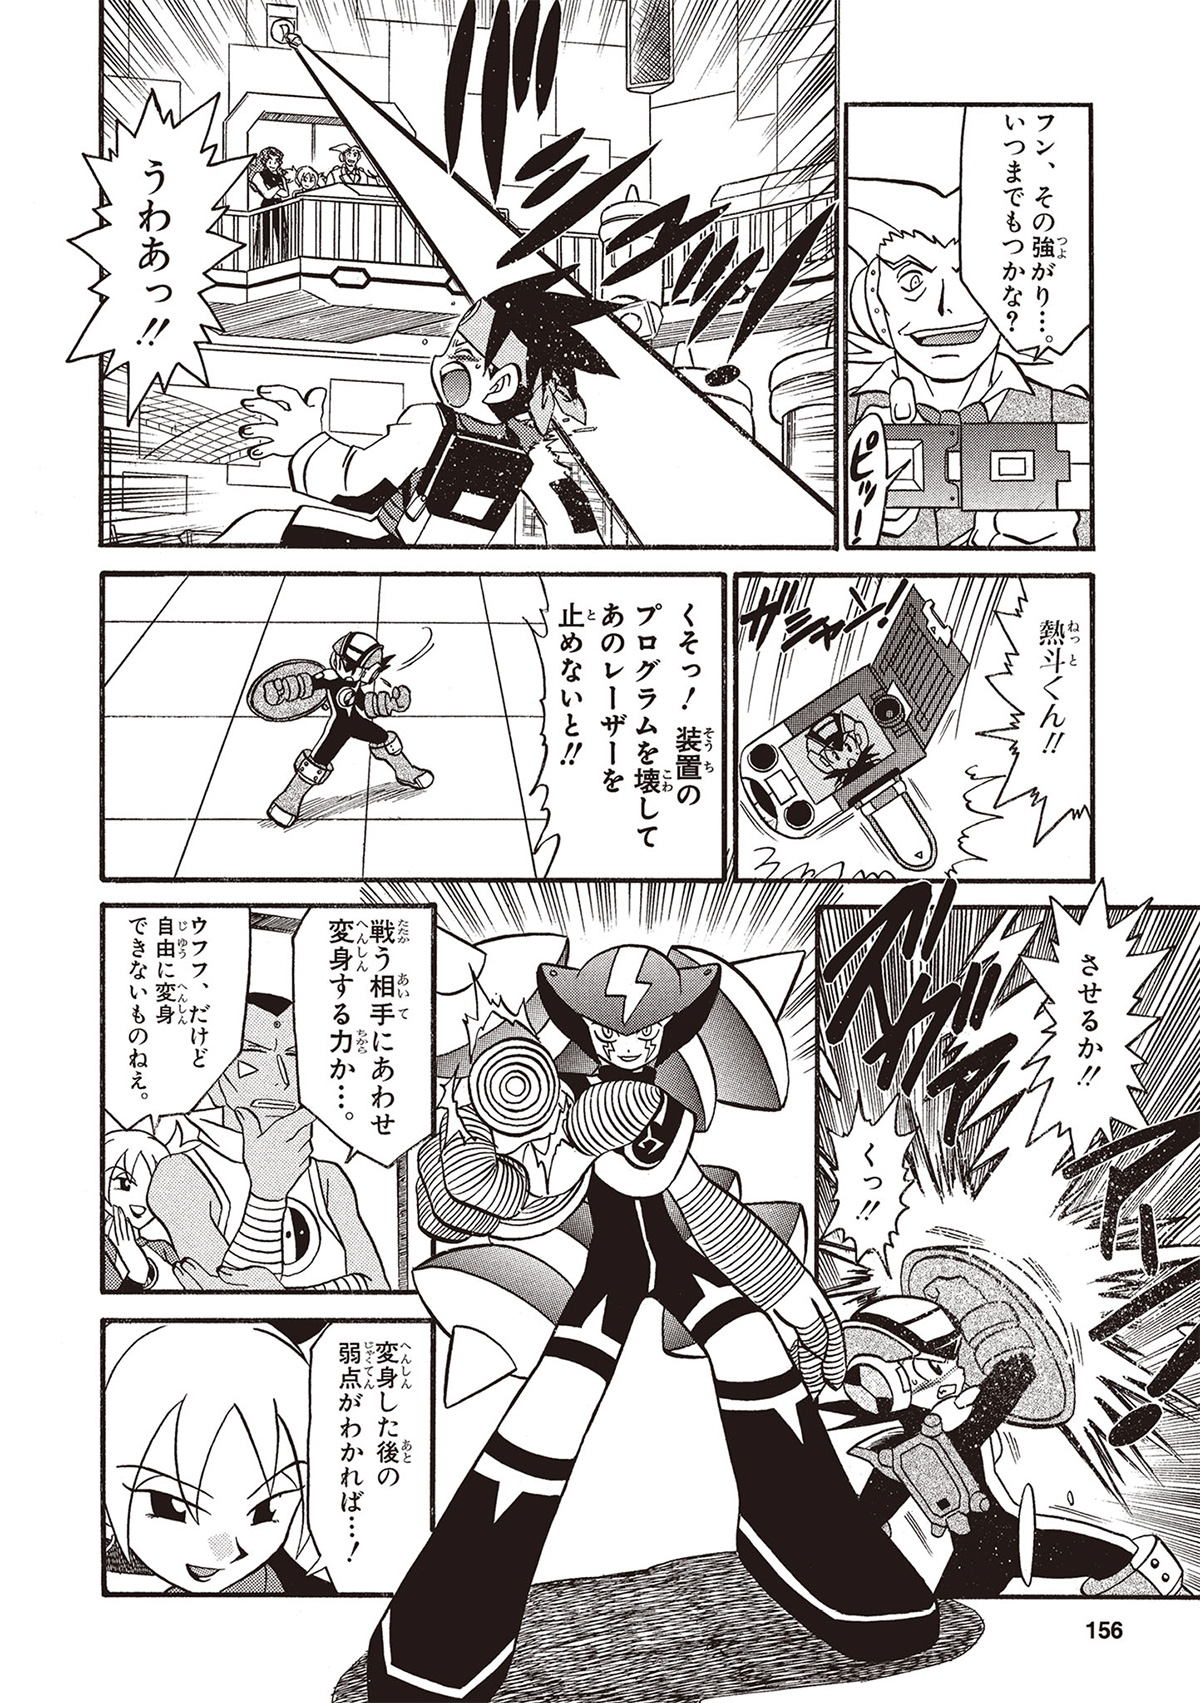 フン、その強がり…。
いつまでもつかな?
ピピッ!
うわあっ!!
熱斗くん!!
ガシャン!
くそっ!装置の
プログラムを壊して
あのレーザーを
止めないと!!
させるか!!
くっ!!
戦う相手にあわせ
変身する力か…。
ウフフ、だけど
自由に変身
できないものねえ。
変身した後の
弱点がわかれば…!
156